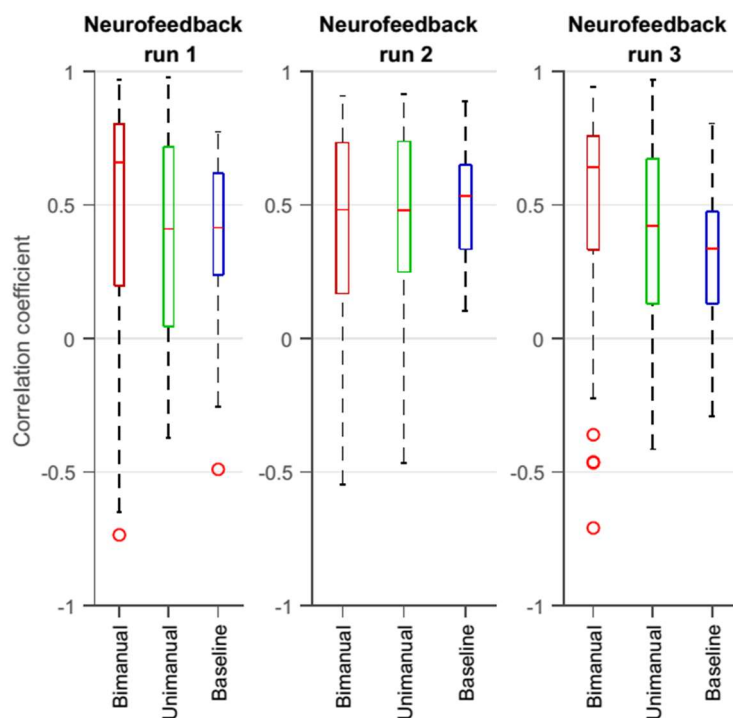 Neurofeedback
run 1
Neurofeedback
run 2
Neurofeedback
run 3
Correlation coefficient
1
0.5
0
-0.5
-1
Bimanual
Unimanual
Baseline
1
0.5
0
-0.5
-1
Bimanual
Unimanual
Baseline
1
0.5
0
-0.5
-1
Bimanual
Unimanual
Baseline